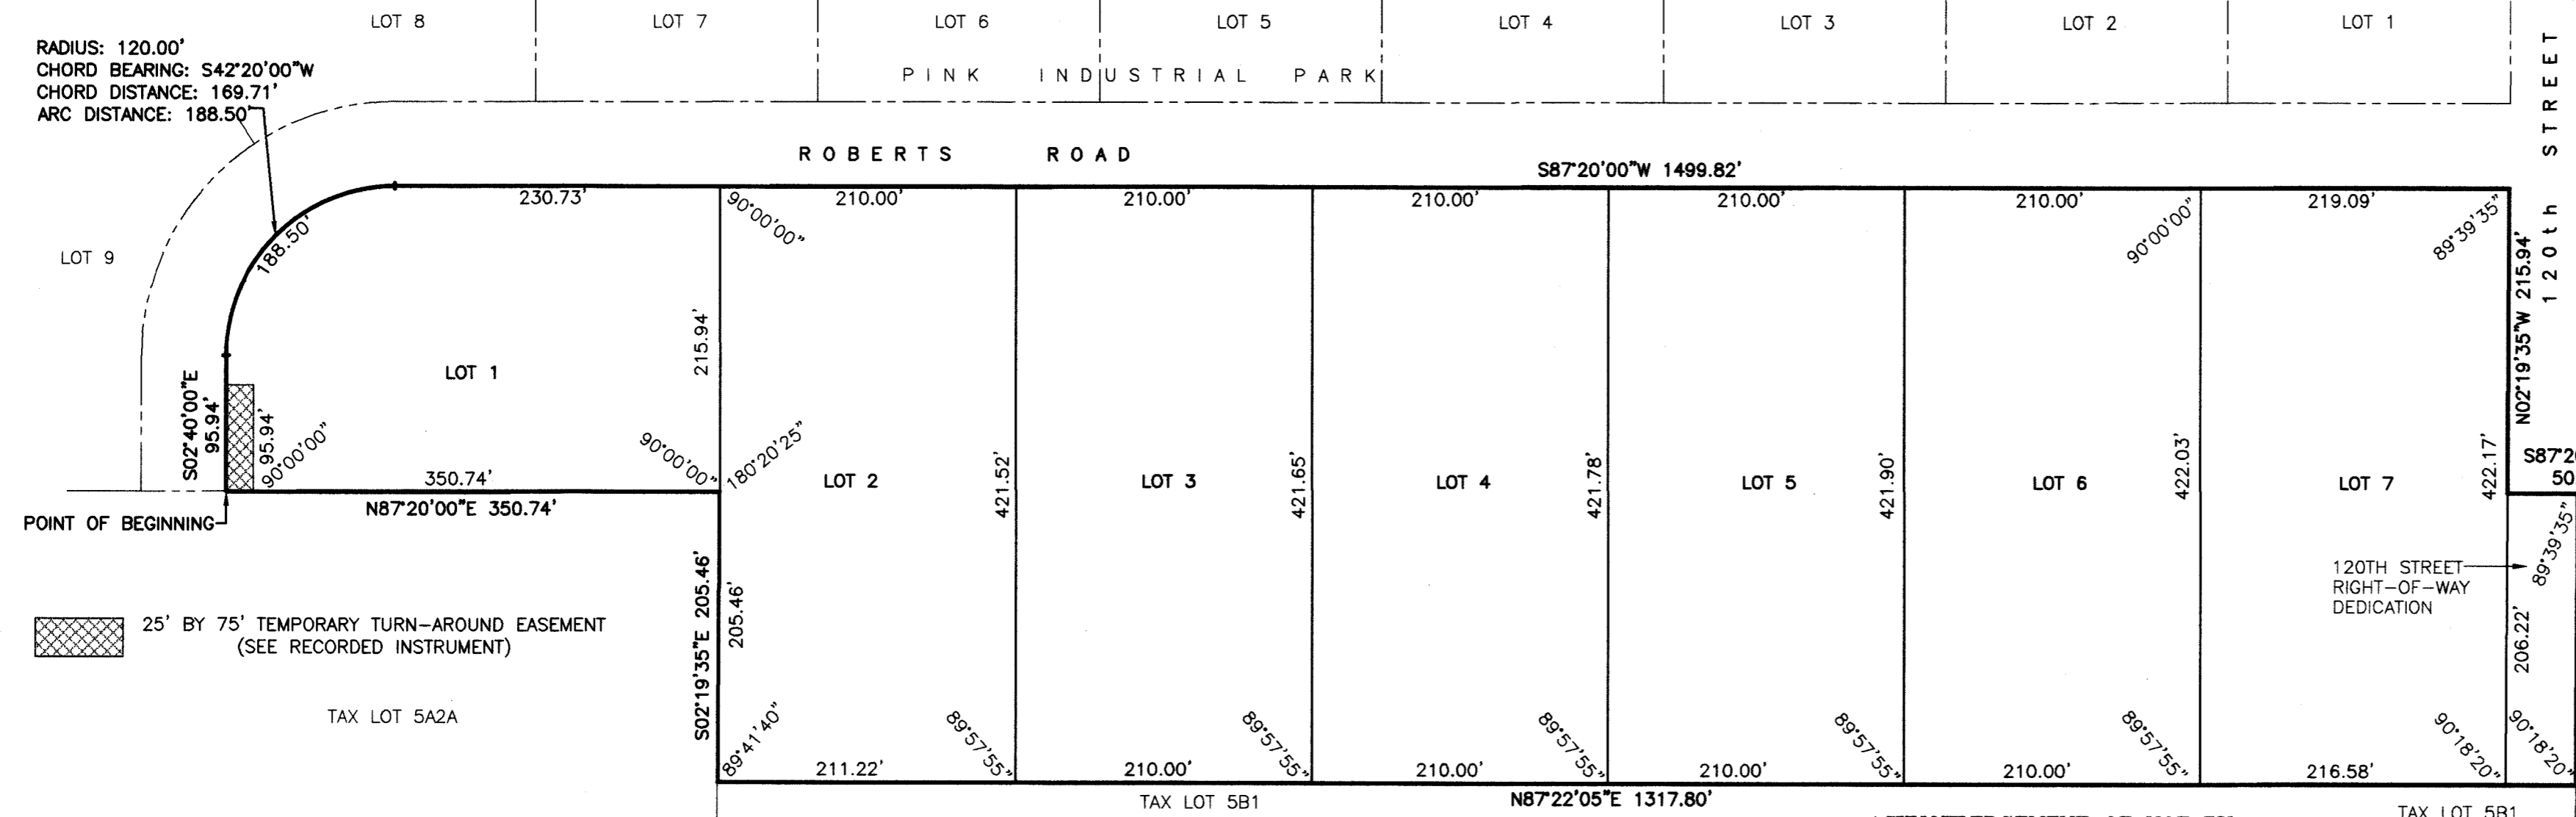 LOT 8
LOT 7
LOT 6
LOT 5
LOT 4
LOT 3
LOT 2
LOT 1
RADIUS: 120.00'
CHORD BEARING: S42°20'00"W
CHORD DISTANCE: 169.71'
ARC DISTANCE: 188.50'
PINK INDUSTRIAL PARK
120th STREET
ROBERTS ROAD
S87°20'00"W 1499.82'
230.73'
210.00'
210.00'
210.00'
210.00'
210.00'
219.09'
90°00'00"
90°00'00"
89°39'35"
188.50'
LOT 9
215.94'
N02°19'35"W 215.94'
LOT 1
S02°40'00"E
95.94'
95.94'
90°00'00"
90°00'00"
180°20'25"
350.74'
N87°20'00"E 350.74'
POINT OF BEGINNING
LOT 2
421.52'
LOT 3
421.65'
LOT 4
421.78'
LOT 5
421.90'
LOT 6
422.03'
LOT 7
422.17'
S87°2
50
89°39'35"
120TH STREET
RIGHT-OF-WAY
DEDICATION
206.22'
S02°19'35"E 205.46'
205.46'
25' BY 75' TEMPORARY TURN-AROUND EASEMENT
(SEE RECORDED INSTRUMENT)
TAX LOT 5A2A
89°41'40"
89°57'55"
89°57'55"
89°57'55"
89°57'55"
89°57'55"
90°18'20"
90°18'20"
211.22'
210.00'
210.00'
210.00'
210.00'
216.58'
TAX LOT 5B1
N87°22'05"E 1317.80'
TAX LOT 5B1